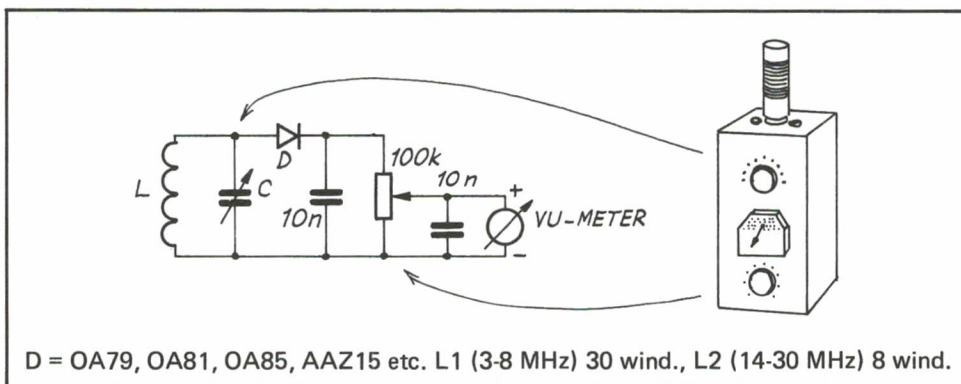 L
C
D
10n
100k
10n
+
VU-METER
-
D = OA79, OA81, OA85, AAZ15 etc. L1 (3-8 MHz) 30 wind., L2 (14-30 MHz) 8 wind.